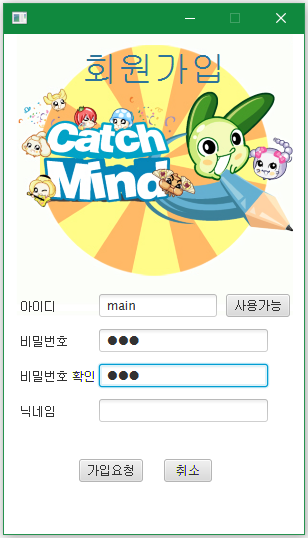 회원가입
Catch
Mind
아이디 main 사용가능
비밀번호 ●●●
비밀번호 확인 ●●●
닉네임
가입요청 취소